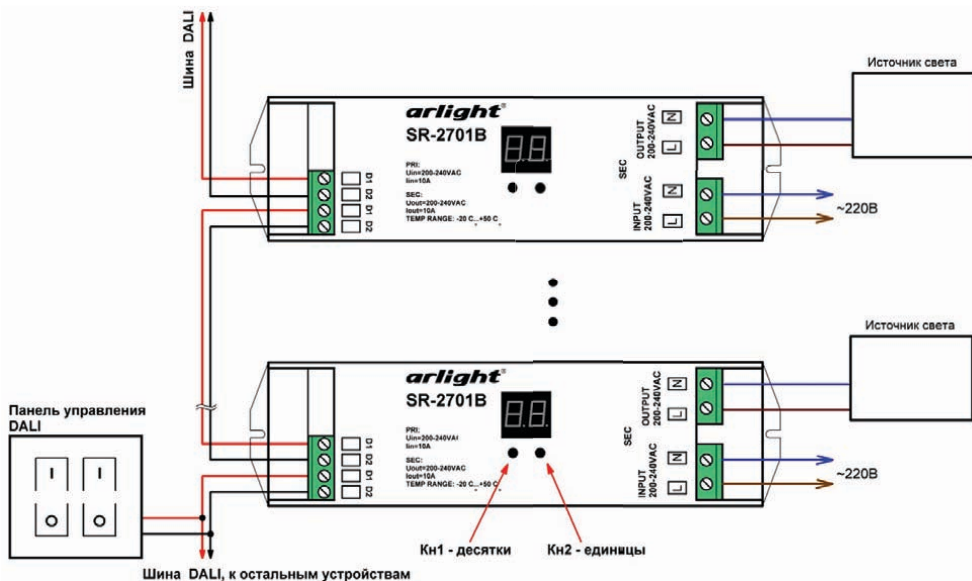 Шина DALI
Источник света
arlight®
SR-2701B
PRI:
Uin=200-240VAC
Iin=10A
SEC:
Uout=200-240VAC
Iout=10A
TEMP RANGE: -20 C...+50 C
D1
D2
D1
D2
SEC
OUTPUT
200-240VAC
N
L
INPUT
200-240VAC
N
L
~220В
Источник света
arlight®
SR-2701B
PRI:
Uin=200-240VA
Iin=10A
SEC:
Uout=200-240VAC
Iout=10A
TEMP RANGE: -20 C...+50 C
D1
D2
D1
D2
SEC
OUTPUT
200-240VAC
N
L
INPUT
200-240VAC
N
L
~220В
Панель управления
DALI
Кн1 - десятки
Кн2 - единицы
Шина DALI, к остальным устройствам